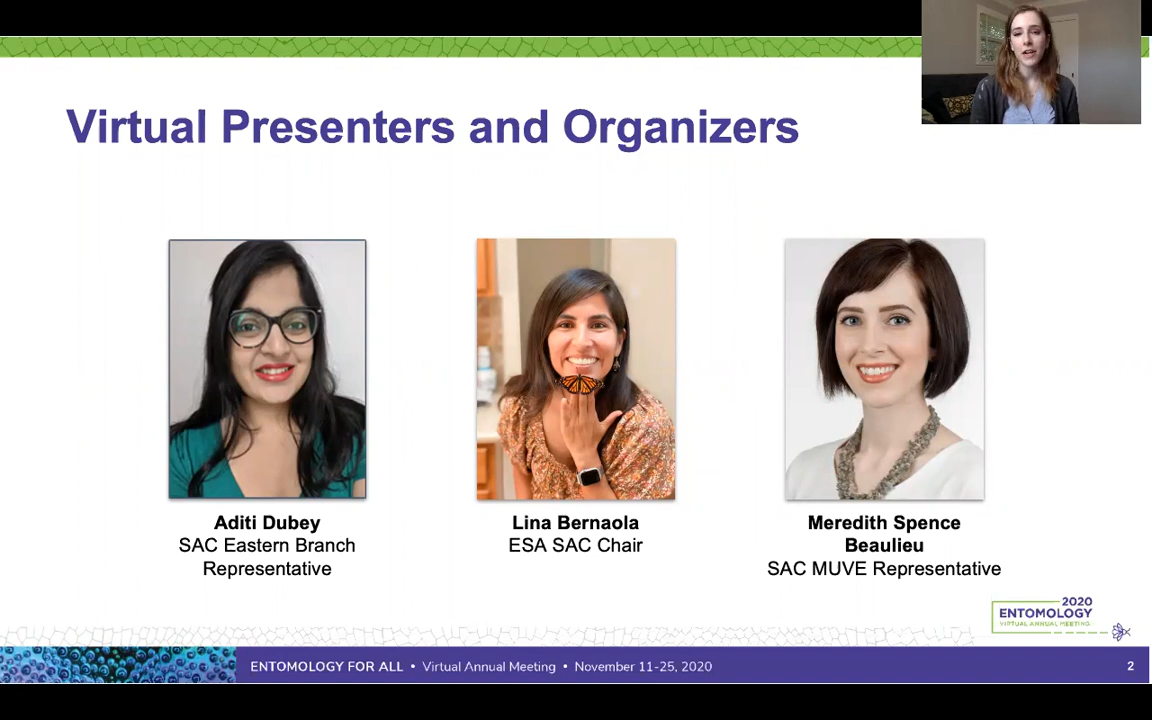 Virtual Presenters and Organizers
Aditi Dubey
SAC Eastern Branch
Representative
Lina Bernaola
ESA SAC Chair
Meredith Spence
Beaulieu
SAC MUVE Representative
2020
ENTOMOLOGY
VIRTUAL ANNUAL MEETING
ENTOMOLOGY FOR ALL • Virtual Annual Meeting • November 11-25, 2020
2